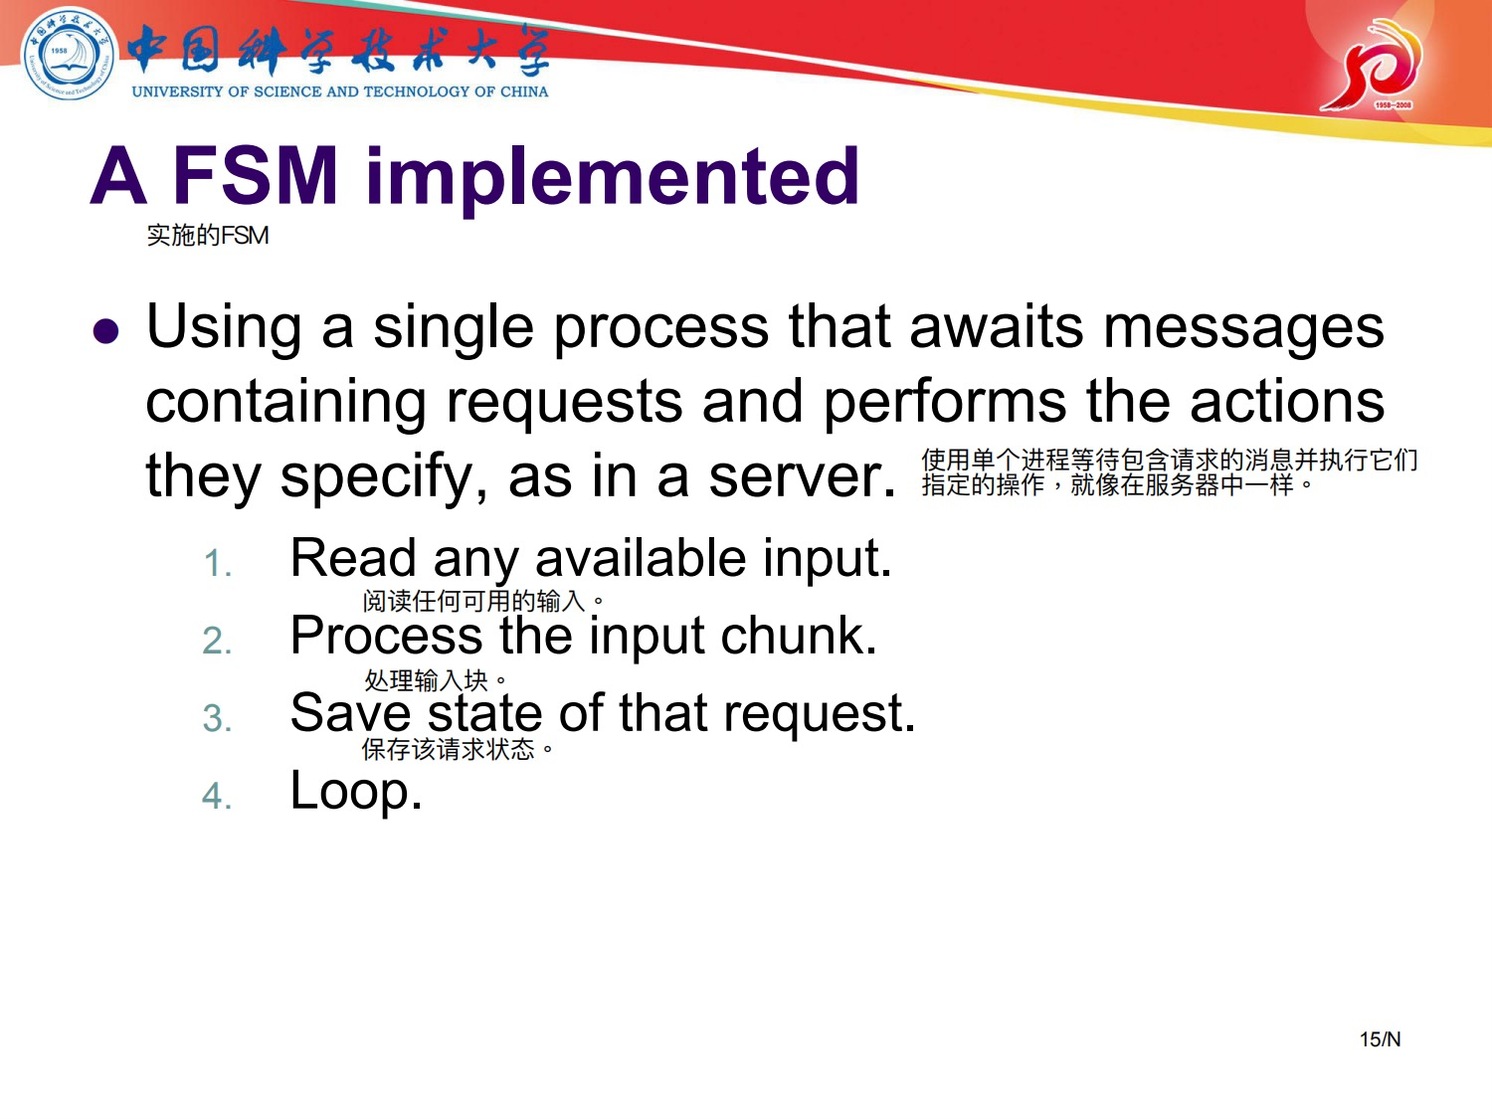 中国科学技术大学
UNIVERSITY OF SCIENCE AND TECHNOLOGY OF CHINA
1958
1958-2008
A FSM implemented
实施的FSM
Using a single process that awaits messages
containing requests and performs the actions
they specify, as in a server.
使用单个进程等待包含请求的消息并执行它们
指定的操作，就像在服务器中一样。
1. Read any available input.
阅读任何可用的输入。
2. Process the input chunk.
处理输入块。
3. Save state of that request.
保存该请求状态。
4. Loop.
15/N